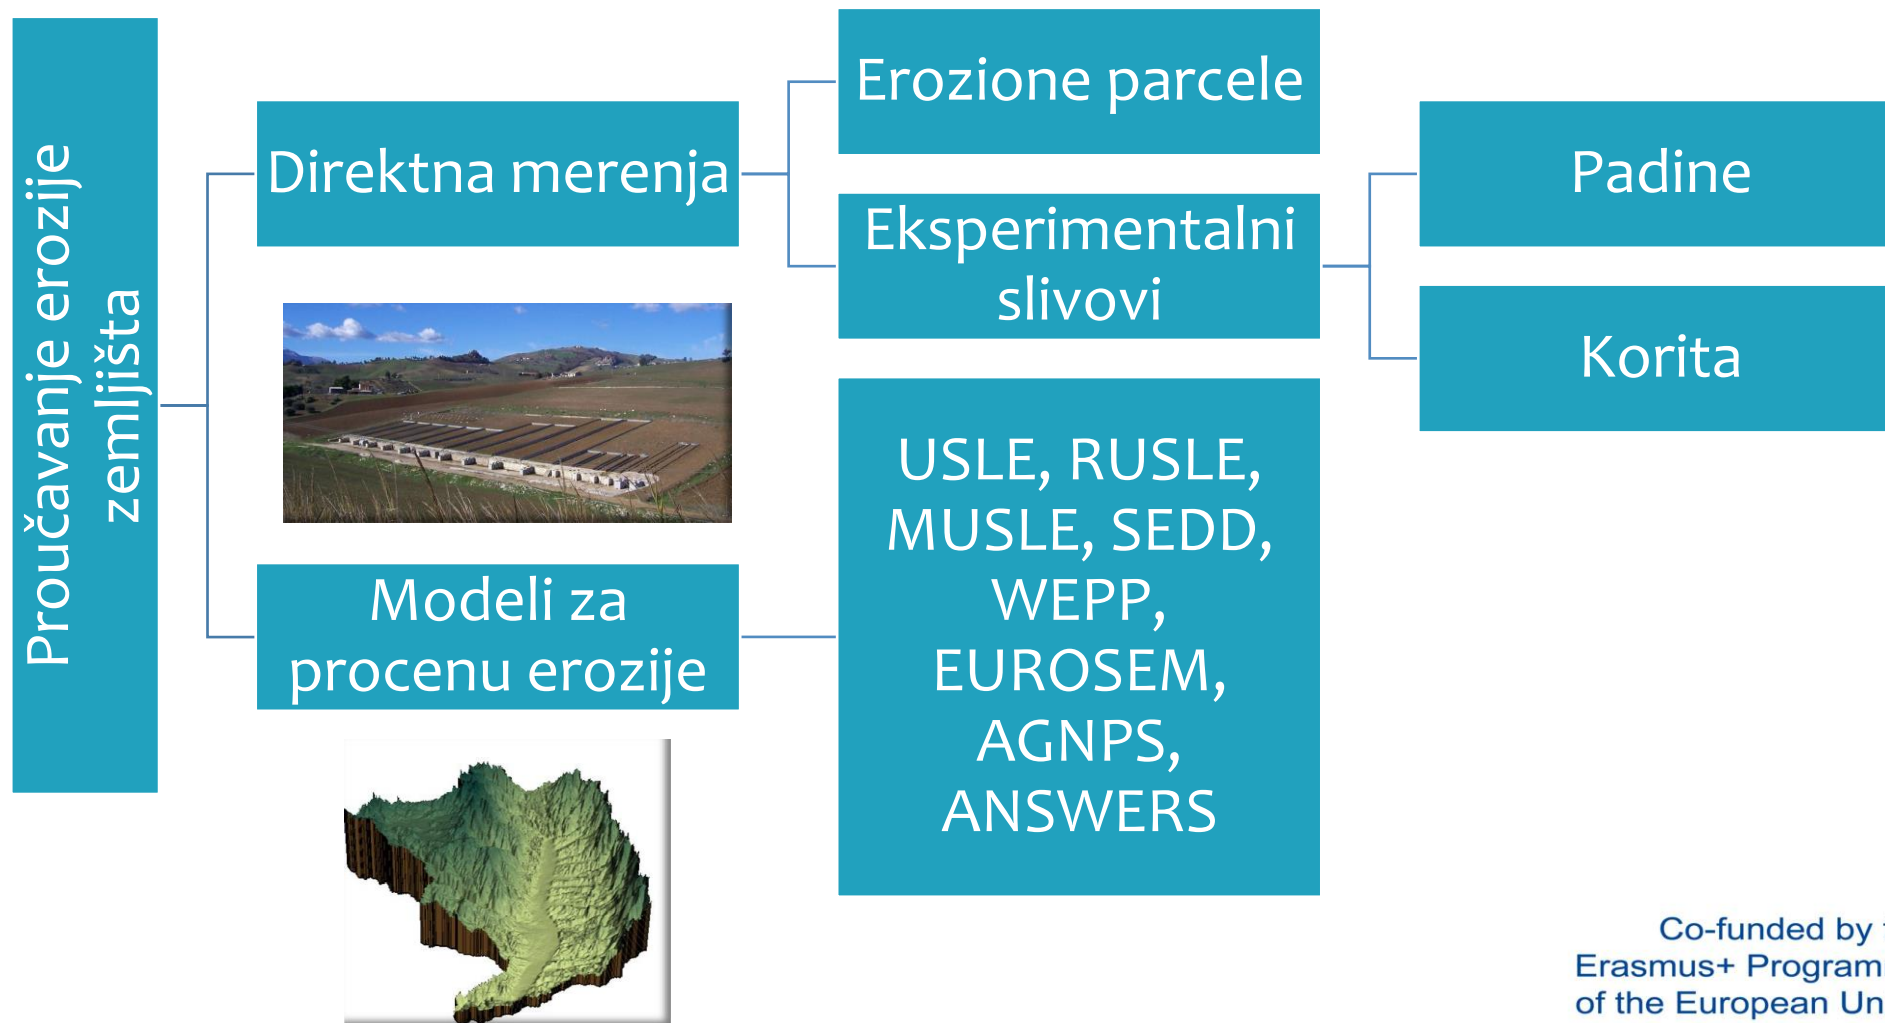 Proučavanje erozije
zemljišta
Direktna merenja
Erozione parcele
Eksperimentalni
slivovi
Padine
Korita
Modeli za
procenu erozije
USLE, RUSLE,
MUSLE, SEDD,
WEPP,
EUROSEM,
AGNPS,
ANSWERS
Co-funded by
Erasmus+
of the European